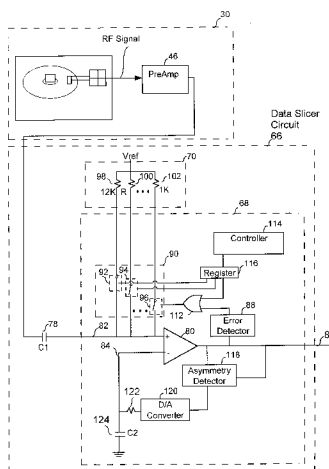 30
RF Signal
46
PreAmp
Data Slicer
Circuit
66
Vref
70
98
100
102
12K
R
1K
68
114
Controller
90
94
92
Register
116
96
112
86
Error
Detector
78
C1
82
80
84
116
Asymmetry
Detector
120
122
D/A
Converter
124
C2